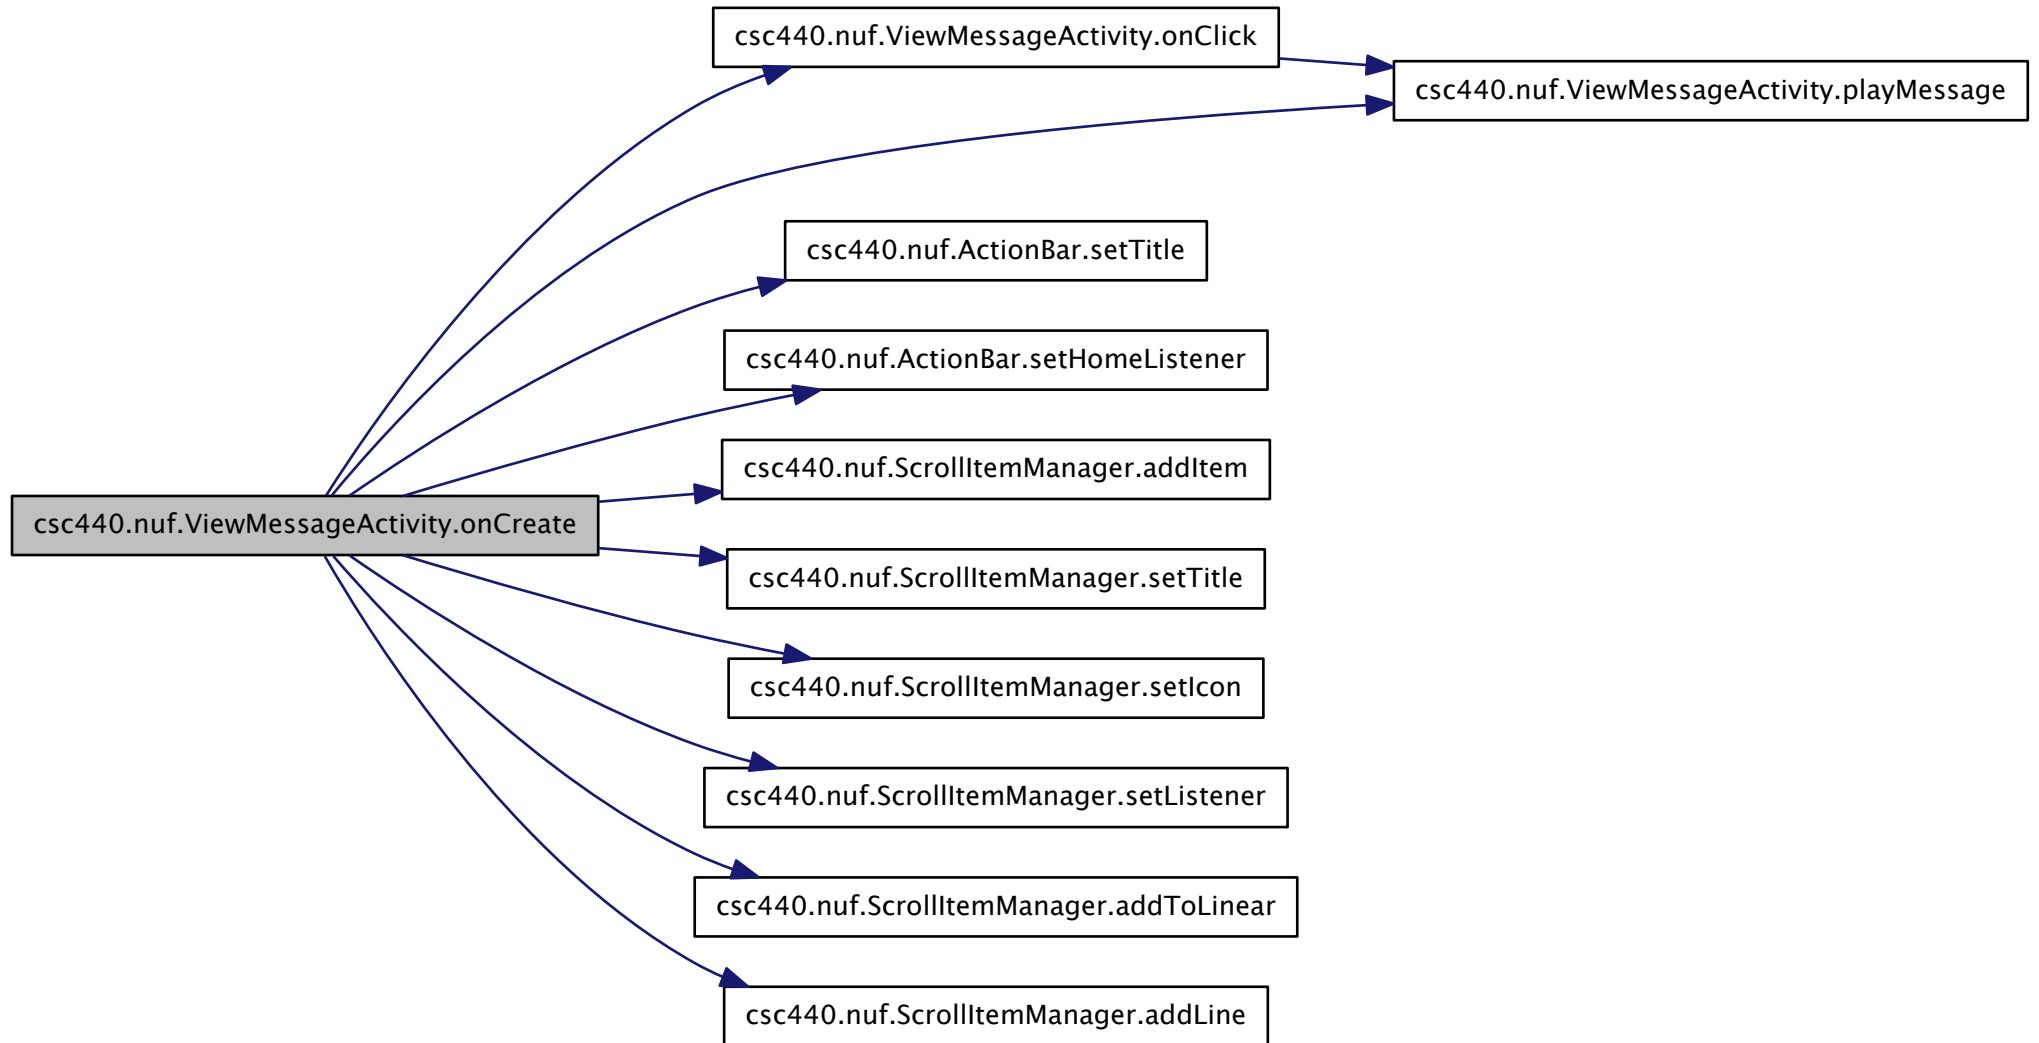 csc440.nuf.ViewMessageActivity.onClick
csc440.nuf.ViewMessageActivity.playMessage
csc440.nuf.ActionBar.setTitle
csc440.nuf.ActionBar.setHomeListener
csc440.nuf.ScrollItemManager.addItem
csc440.nuf.ViewMessageActivity.onCreate
csc440.nuf.ScrollItemManager.setTitle
csc440.nuf.ScrollItemManager.setIcon
csc440.nuf.ScrollItemManager.setListener
csc440.nuf.ScrollItemManager.addToLinear
csc440.nuf.ScrollItemManager.addLine